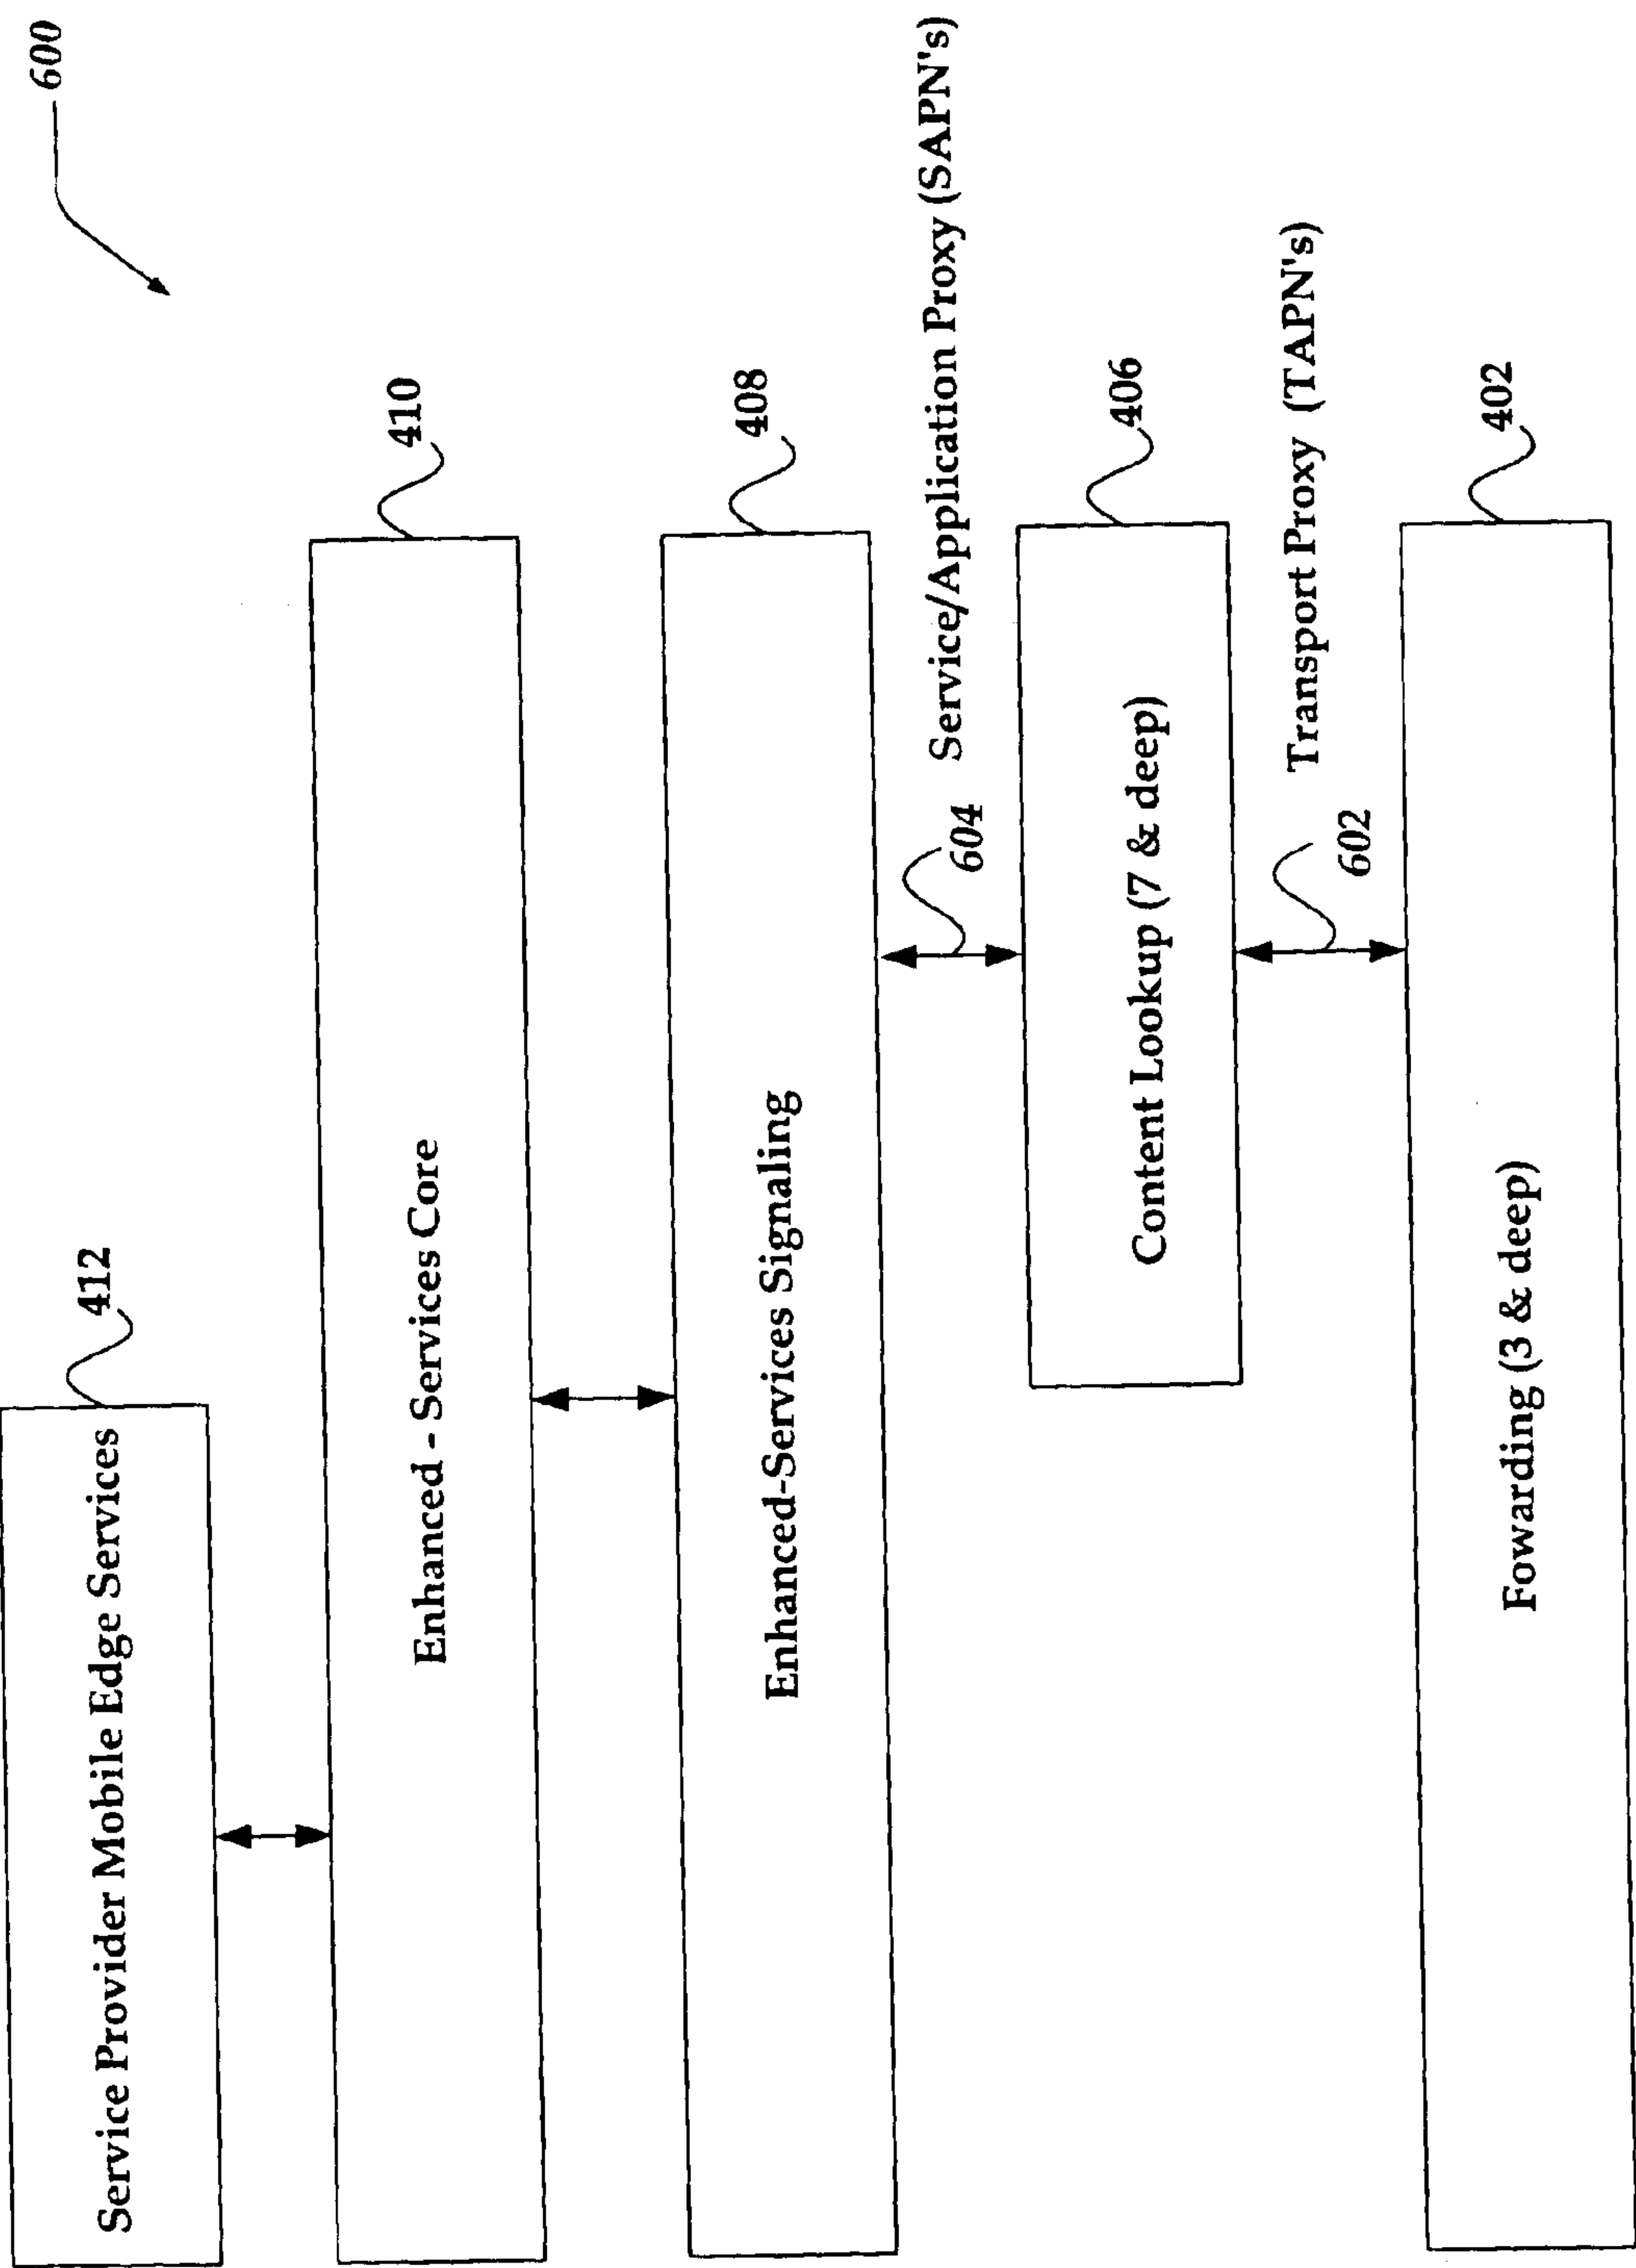 600
412
Service Provider Mobile Edge Services
410
Enhanced - Services Core
408
Enhanced-Services Signaling
604
Service/Application Proxy (SAPN's)
406
Content Lookup (7 & deep)
602
Transport Proxy (TAPN's)
402
Fowarding (3 & deep)